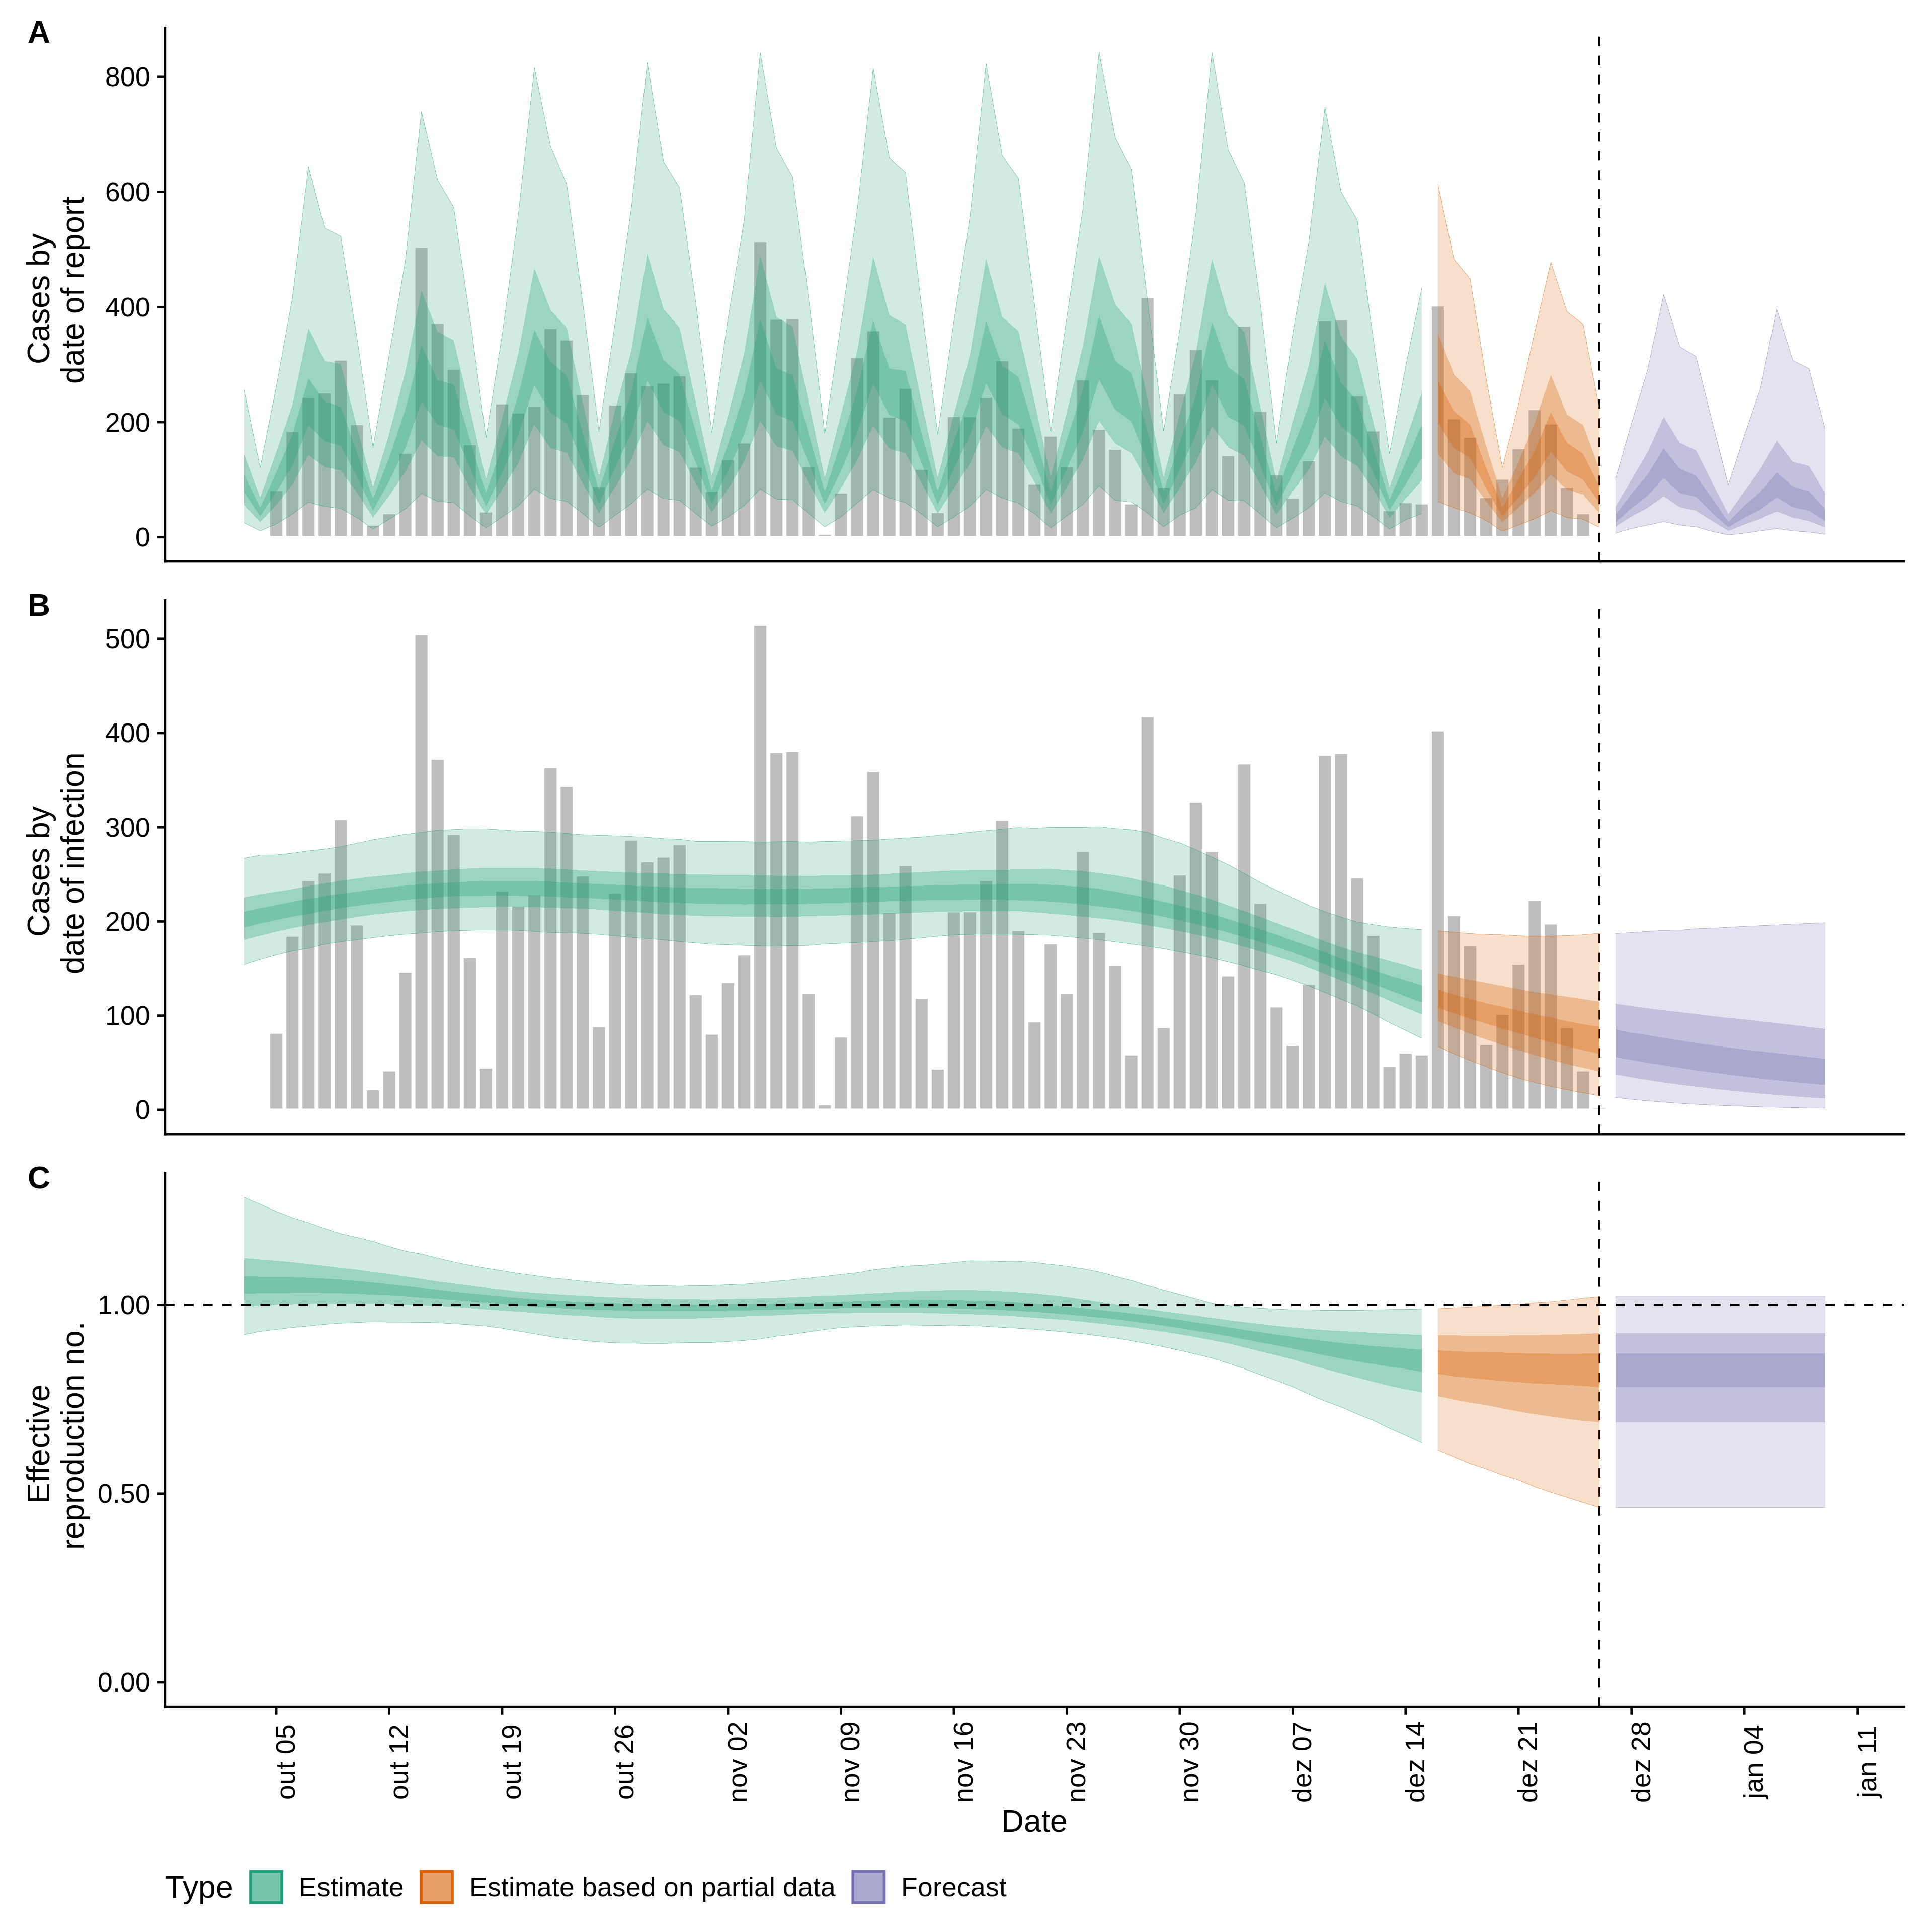 A
Cases by
date of report
800
600
400
200
0
B
Cases by
date of infection
500
400
300
200
100
0
C
Effective
reproduction no.
1.00
0.50
0.00
out 05
out 12
out 19
out 26
nov 02
nov 09
nov 16
nov 23
nov 30
dez 07
dez 14
dez 21
dez 28
jan 04
jan 11
Date
Type Estimate Estimate based on partial data Forecast